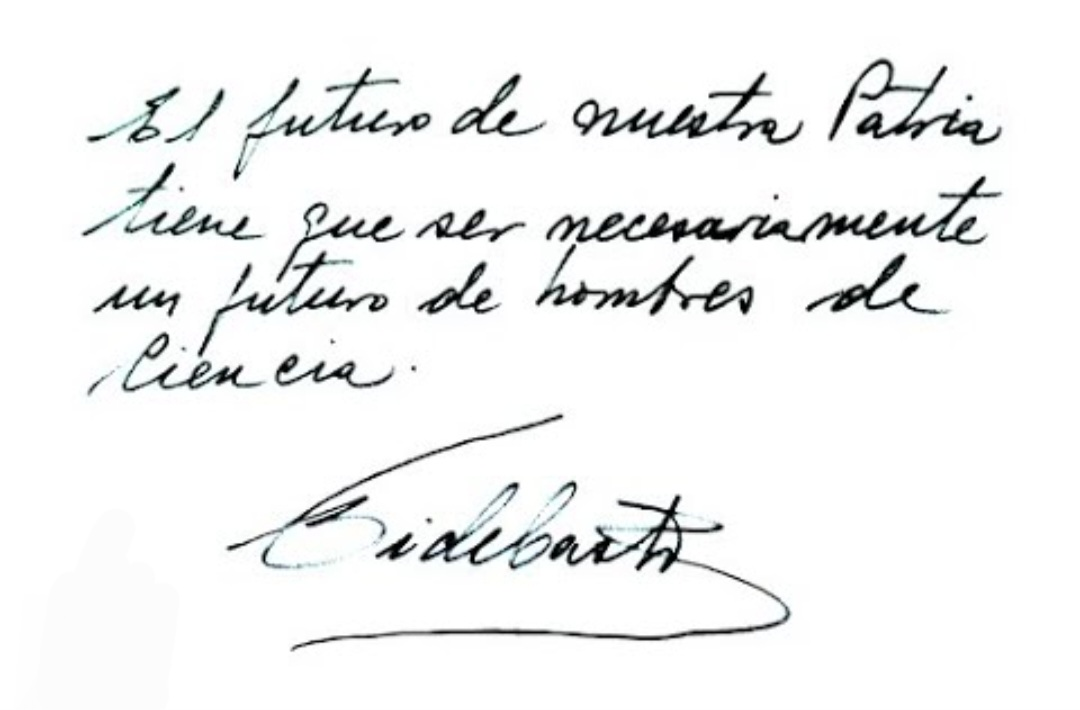 El futuro de nuestra Patria
tiene que ser necesariamente
un futuro de hombres de
Ciencia.